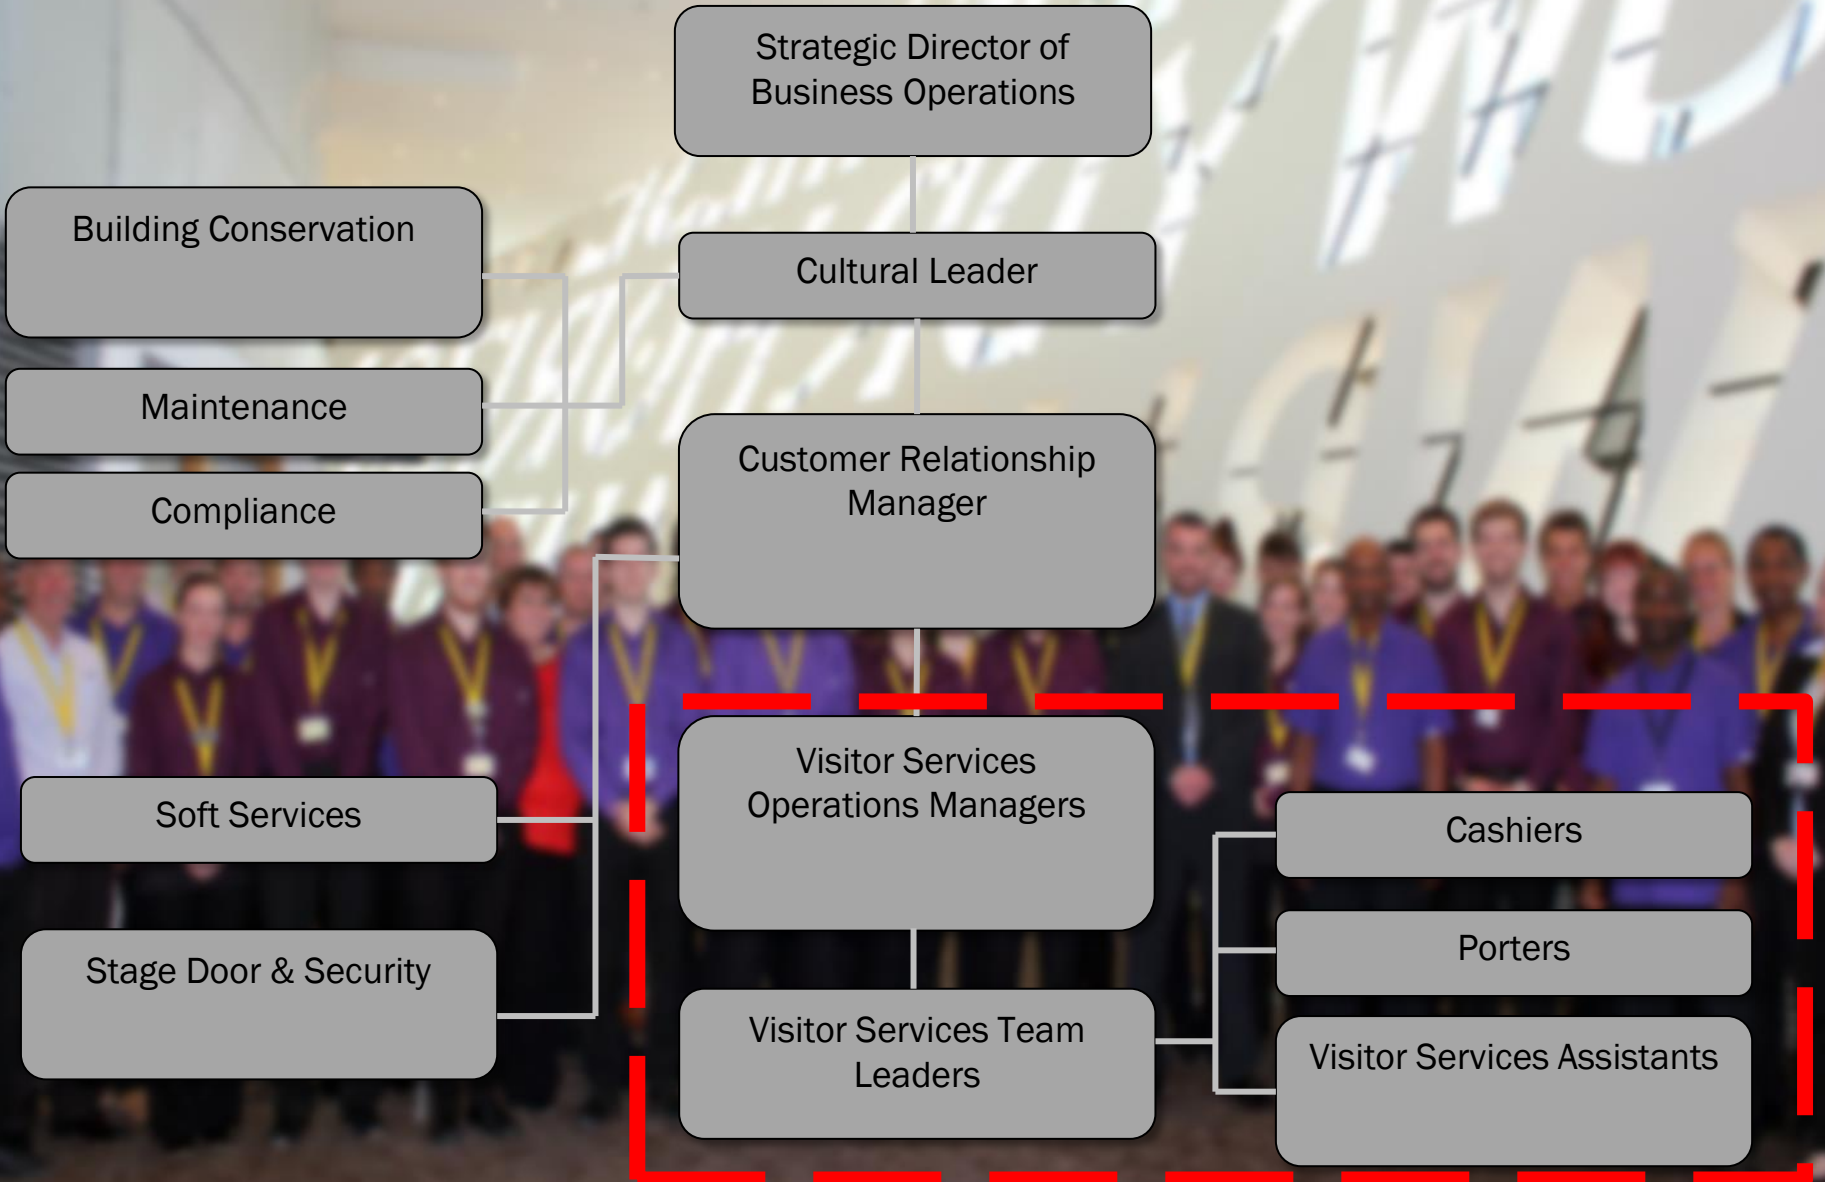 Strategic Director of
Business Operations
Building Conservation
Cultural Leader
Maintenance
Customer Relationship
Manager
Compliance
Visitor Services
Operations Managers
Soft Services
Cashiers
Porters
Stage Door & Security
Visitor Services Team
Leaders
Visitor Services Assistants